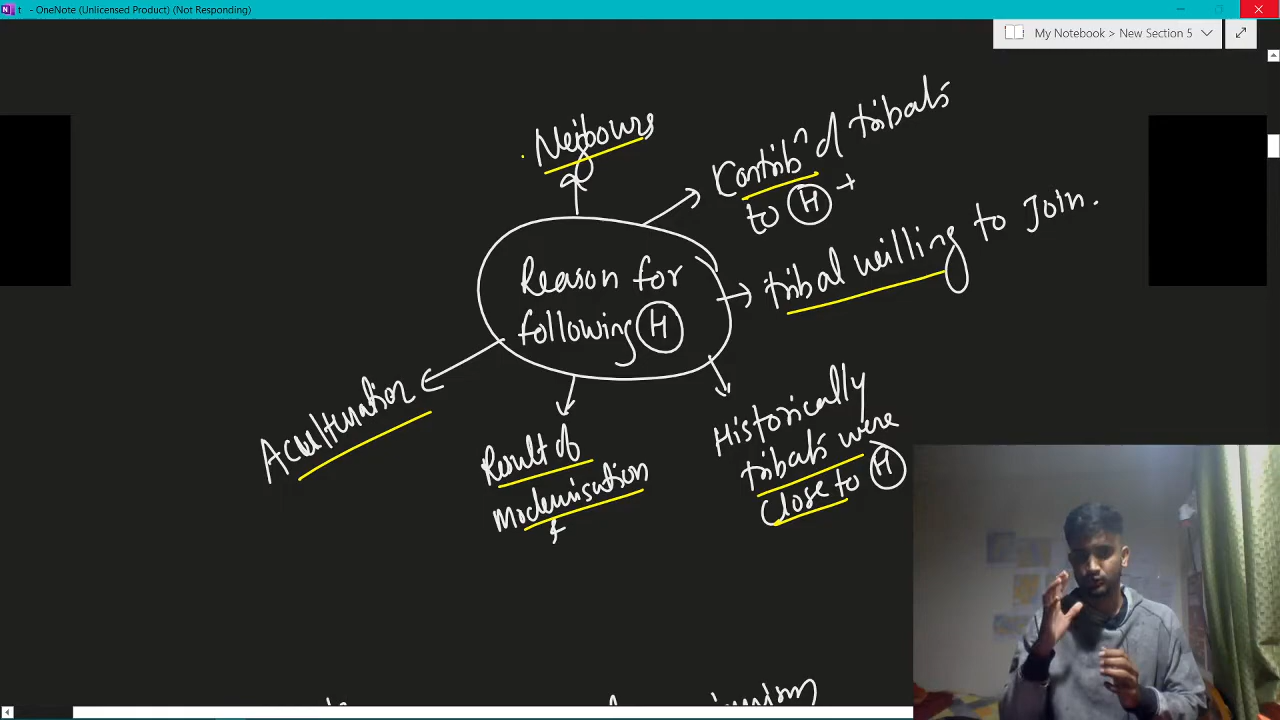 t - OneNote (Unlicensed Product) (Not Responding)
My Notebook > New Section 5
Neibours
Contribn of tribals
to H +
tribal willing to Join.
Reason for
following H
Historically
tribals were
close to H
Result of
Modernisation
Acculturation